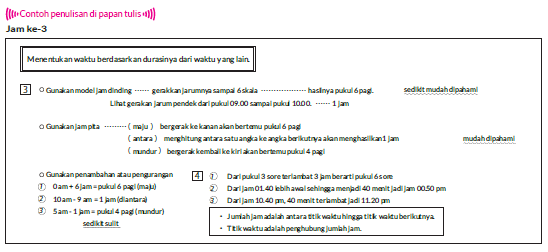 Contoh penulisan di papan tulis
Jam ke-3
Menentukan waktu berdasarkan durasinya dari waktu yang lain.
3 ○ Gunakan model jam dinding ······ gerakkan jarumnya sampai 6 skala ·················· hasilnya pukul 6 pagi. sedikit mudah dipahami
Lihat gerakan jarum pendek dari pukul 09.00 sampai pukul 10.00. ······ 1 jam
○ Gunakan jam pita ········· ( maju ) bergerak ke kanan akan bertemu pukul 6 pagi
( antara ) menghitung antara satu angka ke angka berikutnya akan menghasilkan 1 jam mudah dipahami
( mundur ) bergerak kembali ke kiri akan bertemu pukul 4 pagi
○ Gunakan penambahan atau pengurangan
① 0 am + 6 jam = pukul 6 pagi (maju)
② 10 am - 9 am = 1 jam (diantara)
③ 5 am - 1 jam = pukul 4 pagi (mundur)
sedikit sulit
4 ① Dari pukul 3 sore terlambat 3 jam berarti pukul 6 sore
② Dari jam 01.40 lebih awal sehingga menjadi 40 menit jadi jam 00.50 pm
③ Dari jam 10.40 pm, 40 menit terlambat jadi 11.20 pm
• Jumlah jam adalah antara titik waktu hingga titik waktu berikutnya.
• Titik waktu adalah penghubung jumlah jam.